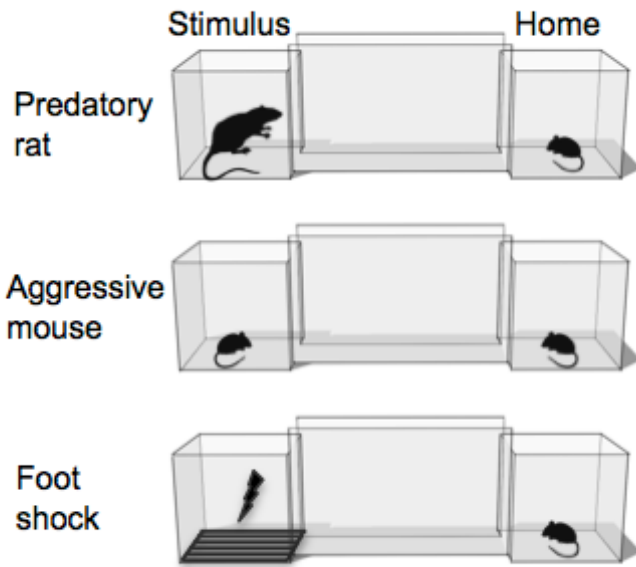 Stimulus
Home
Predatory
rat
Aggressive
mouse
Foot
shock